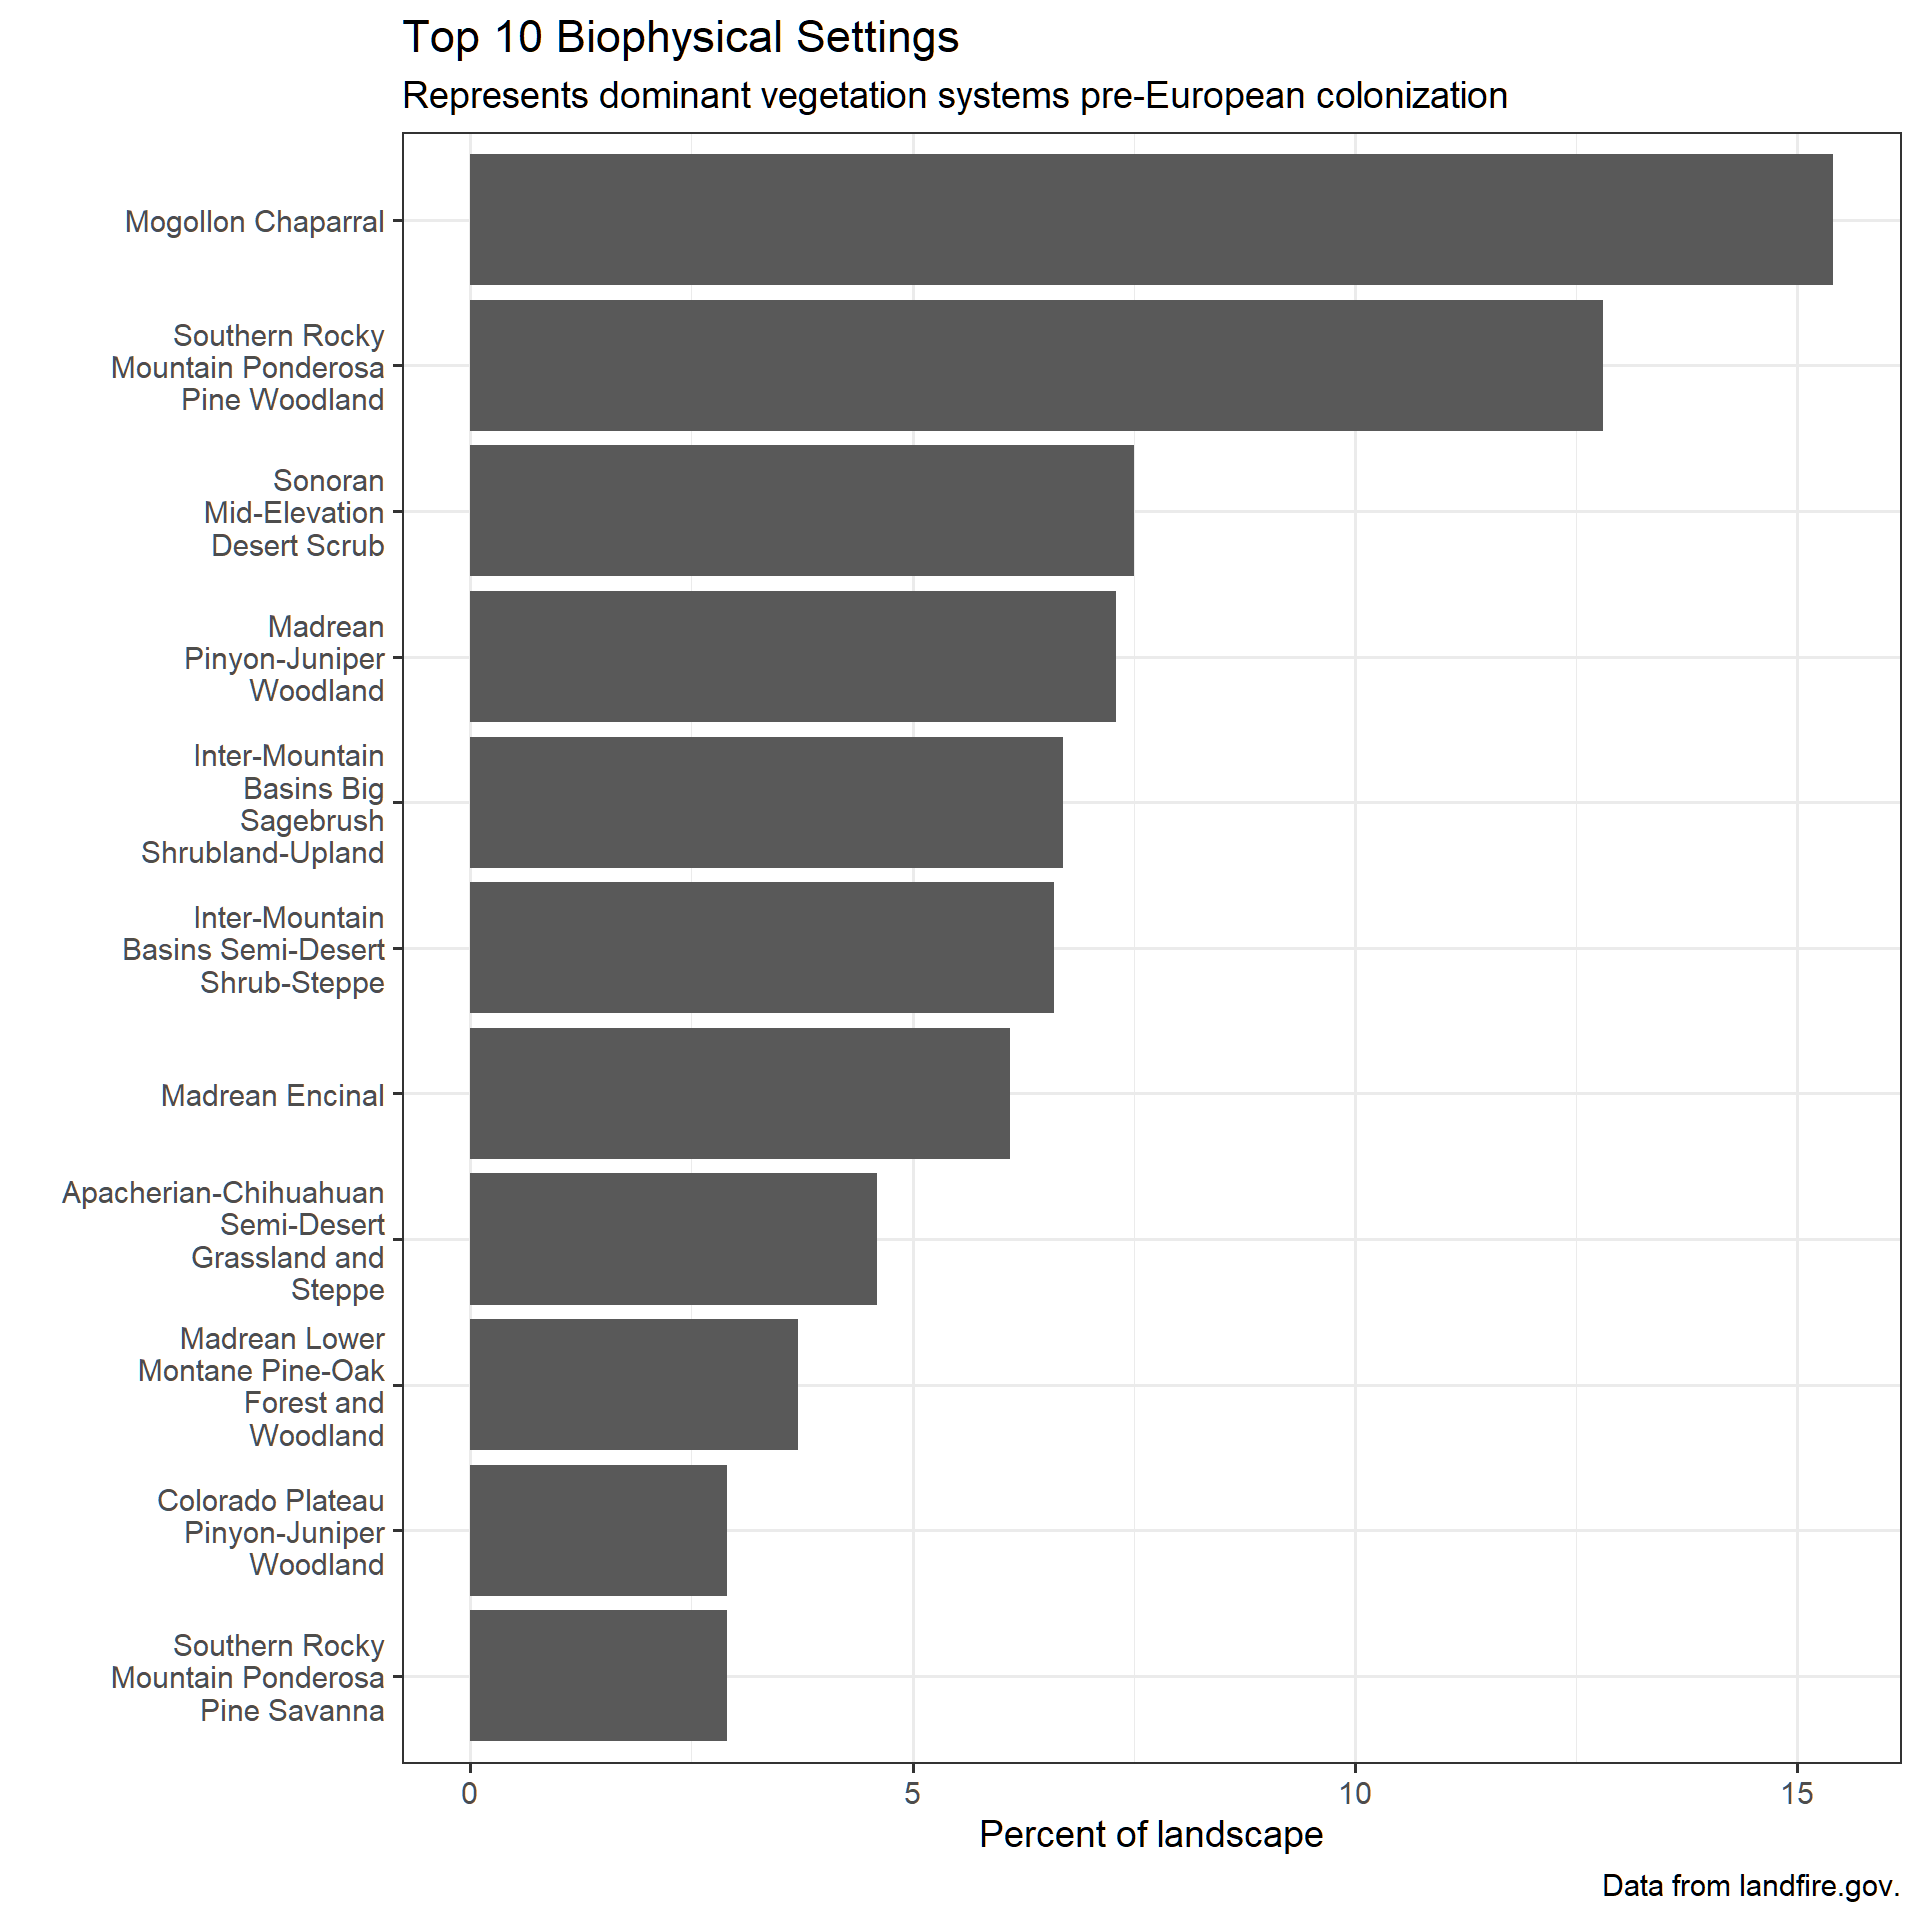 Top 10 Biophysical Settings
Represents dominant vegetation systems pre-European colonization
Mogollon Chaparral
Southern Rocky
Mountain Ponderosa
Pine Woodland
Sonoran
Mid-Elevation
Desert Scrub
Madrean
Pinyon-Juniper
Woodland
Inter-Mountain
Basins Big
Sagebrush
Shrubland-Upland
Inter-Mountain
Basins Semi-Desert
Shrub-Steppe
Madrean Encinal
Apacherian-Chihuahuan
Semi-Desert
Grassland and
Steppe
Madrean Lower
Montane Pine-Oak
Forest and
Woodland
Colorado Plateau
Pinyon-Juniper
Woodland
Southern Rocky
Mountain Ponderosa
Pine Savanna
0 5 10 15
Percent of landscape
Data from landfire.gov.